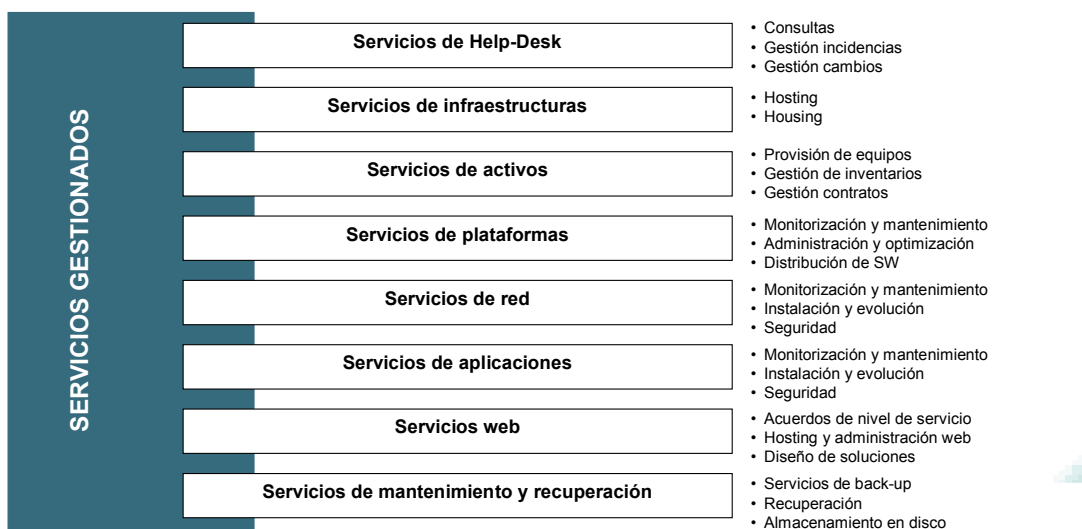 SERVICIOS GESTIONADOS
Servicios de Help-Desk
• Consultas
• Gestión incidencias
• Gestión cambios
Servicios de infraestructuras
• Hosting
• Housing
Servicios de activos
• Provisión de equipos
• Gestión de inventarios
• Gestión contratos
Servicios de plataformas
• Monitorización y mantenimiento
• Administración y optimización
• Distribución de SW
Servicios de red
• Monitorización y mantenimiento
• Instalación y evolución
• Seguridad
Servicios de aplicaciones
• Monitorización y mantenimiento
• Instalación y evolución
• Seguridad
Servicios web
• Acuerdos de nivel de servicio
• Hosting y administración web
• Diseño de soluciones
Servicios de mantenimiento y recuperación
• Servicios de back-up
• Recuperación
• Almacenamiento en disco